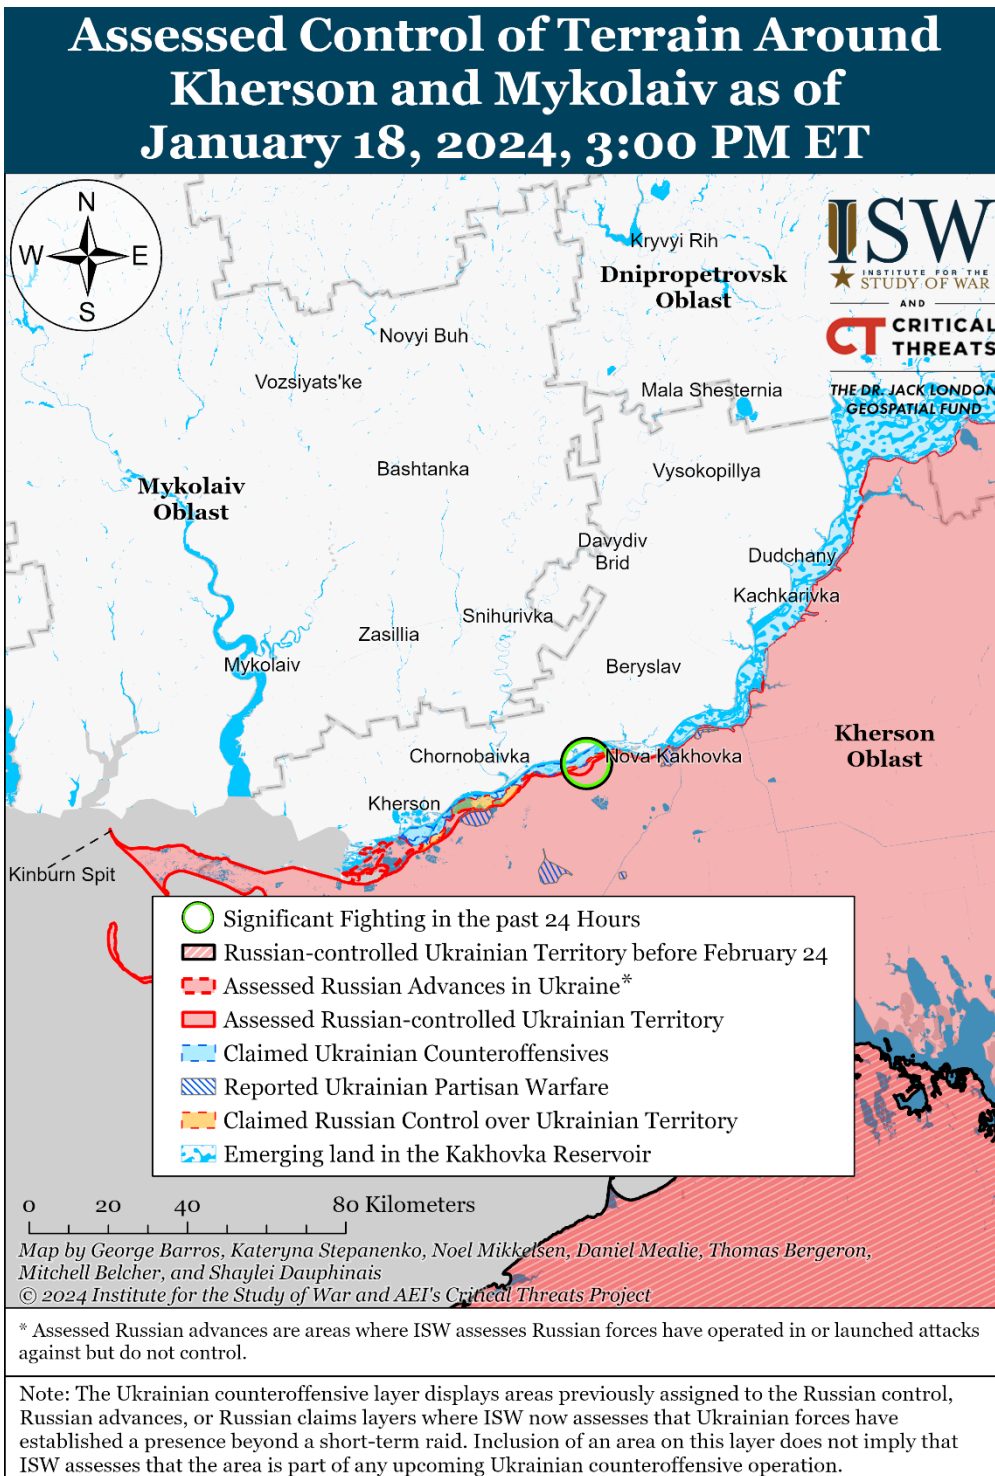 Assessed Control of Terrain Around
Kherson and Mykolaiv as of
January 18, 2024, 3:00 PM ET
N
W E
S
ISW
INSTITUTE FOR THE
STUDY OF WAR
AND
CT CRITICAL
THREATS
THE DR. JACK LONDON
GEOSPATIAL FUND
Kryvyi Rih
Dnipropetrovsk
Oblast
Novyi Buh
Vozsiyats'ke
Mala Shesternia
Bashtanka
Vysokopillya
Mykolaiv
Oblast
Davydiv
Brid
Dudchany
Kachkarivka
Snihurivka
Zasillia
Mykolaiv
Beryslav
Kherson
Oblast
Chornobaivka
Nova Kakhovka
Kherson
Kinburn Spit
Significant Fighting in the past 24 Hours
Russian-controlled Ukrainian Territory before February 24
Assessed Russian Advances in Ukraine*
Assessed Russian-controlled Ukrainian Territory
Claimed Ukrainian Counteroffensives
Reported Ukrainian Partisan Warfare
Claimed Russian Control over Ukrainian Territory
Emerging land in the Kakhovka Reservoir
0 20 40 80 Kilometers
Map by George Barros, Kateryna Stepanenko, Noel Mikkelsen, Daniel Mealie, Thomas Bergeron,
Mitchell Belcher, and Shaylei Dauphinais
© 2024 Institute for the Study of War and AEI's Critical Threats Project
* Assessed Russian advances are areas where ISW assesses Russian forces have operated in or launched attacks
against but do not control.
Note: The Ukrainian counteroffensive layer displays areas previously assigned to the Russian control,
Russian advances, or Russian claims layers where ISW now assesses that Ukrainian forces have
established a presence beyond a short-term raid. Inclusion of an area on this layer does not imply that
ISW assesses that the area is part of any upcoming Ukrainian counteroffensive operation.